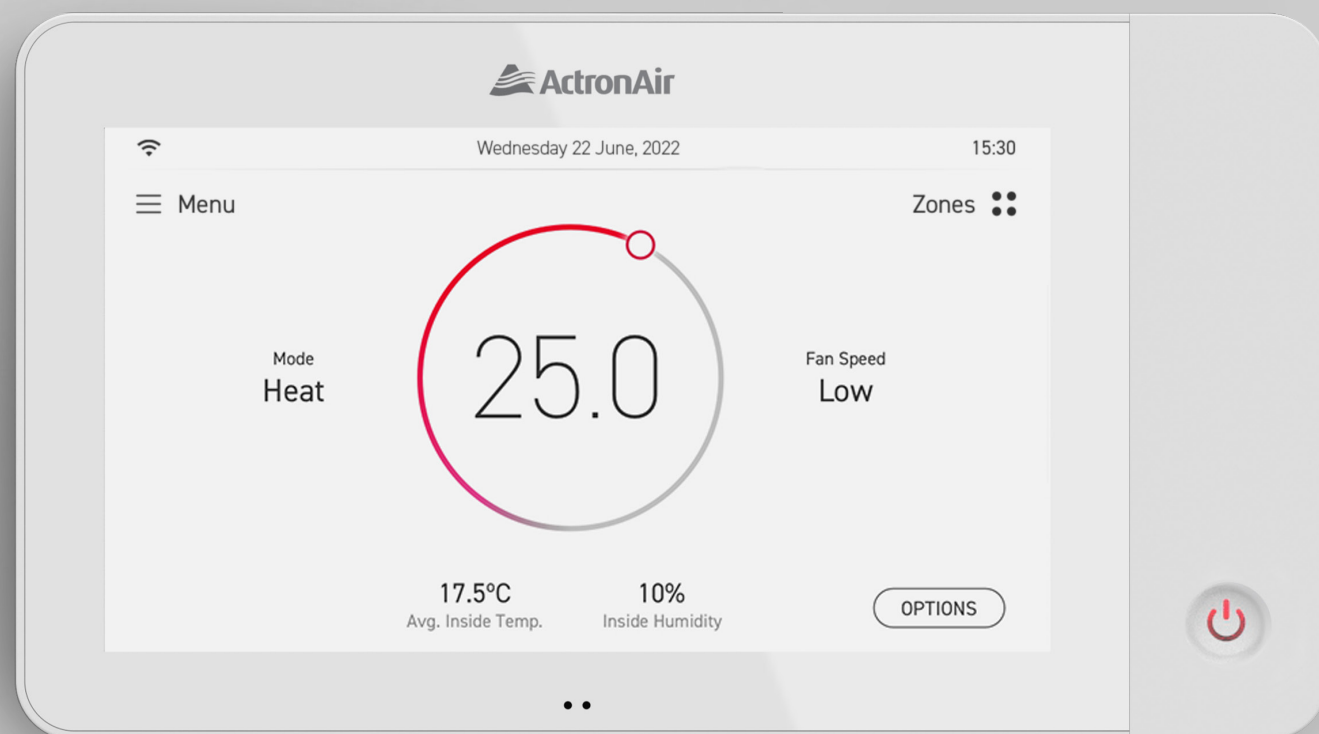 ActronAir
Wednesday 22 June, 2022 15:30
Menu Zones
Mode
Heat
25.0
Fan Speed
Low
17.5ºC 10%
Avg. Inside Temp. Inside Humidity
OPTIONS